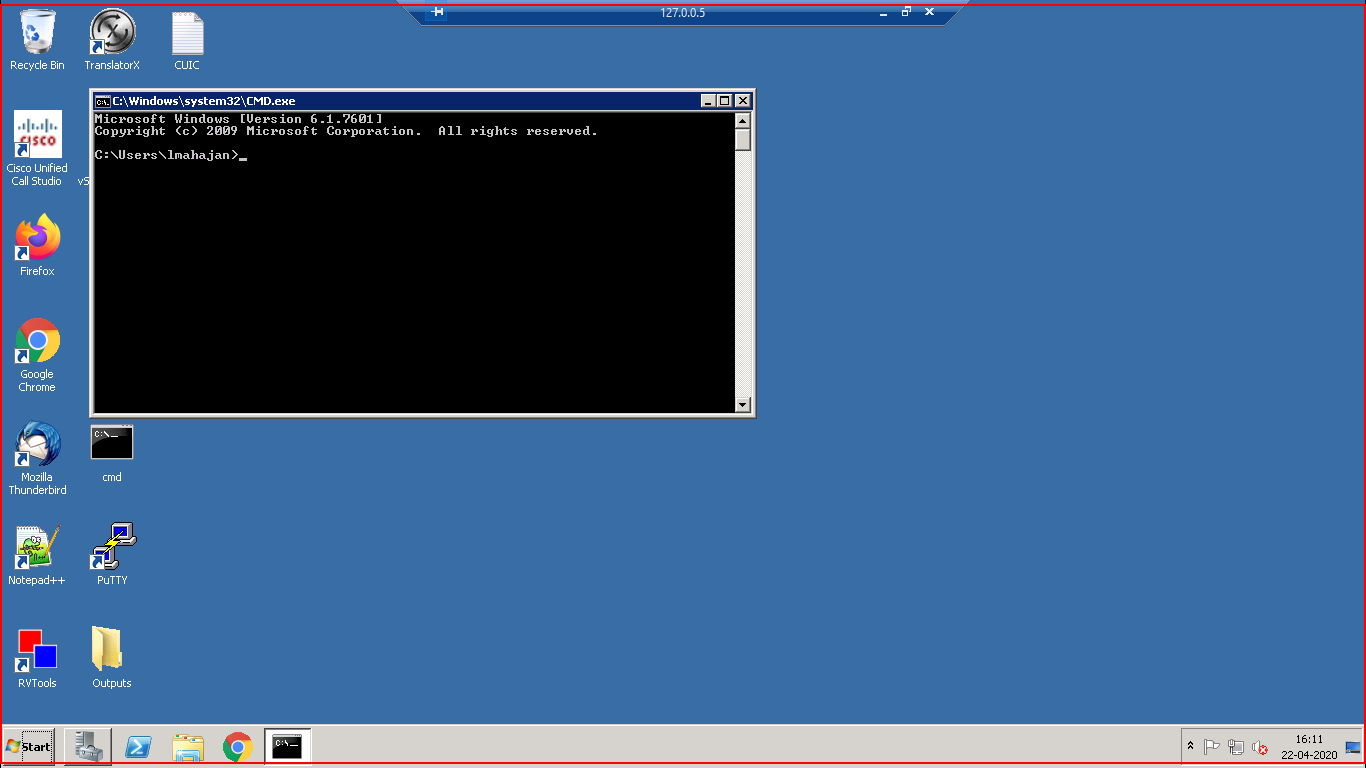 127.0.0.5
Recycle Bin
TranslatorX
CUIC
C:\Windows\system32\CMD.exe
Microsoft Windows [Version 6.1.7601]
Copyright (c) 2009 Microsoft Corporation.  All rights reserved.
C:\Users\lmahajan>_
CISCO
Cisco Unified
Call Studio
vS
Firefox
Google
Chrome
Mozilla
Thunderbird
C:\_
cmd
Notepad++
PuTTY
RVTools
Outputs
Start
C:\_
16:11
22-04-2020